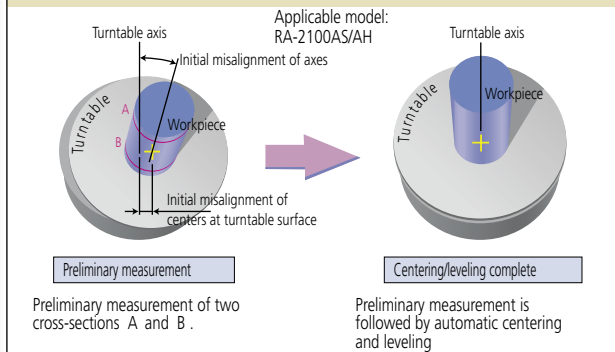 Applicable model:
RA-2100AS/AH
Turntable axis
Initial misalignment of axes
A
B
Workpiece
Turntable
Initial misalignment of
centers at turntable surface
Preliminary measurement
Preliminary measurement of two
cross-sections A and B .
Turntable axis
Workpiece
Turntable
Centering/leveling complete
Preliminary measurement is
followed by automatic centering
and leveling